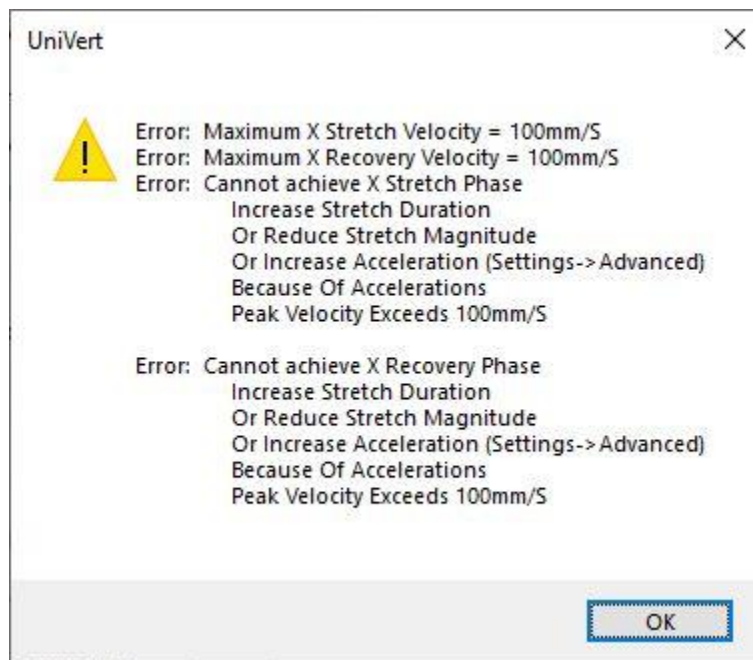 UniVert
Error: Maximum X Stretch Velocity = 100mm/S
Error: Maximum X Recovery Velocity = 100mm/S
Error: Cannot achieve X Stretch Phase
Increase Stretch Duration
Or Reduce Stretch Magnitude
Or Increase Acceleration (Settings->Advanced)
Because Of Accelerations
Peak Velocity Exceeds 100mm/S
Error: Cannot achieve X Recovery Phase
Increase Stretch Duration
Or Reduce Stretch Magnitude
Or Increase Acceleration (Settings->Advanced)
Because Of Accelerations
Peak Velocity Exceeds 100mm/S
OK